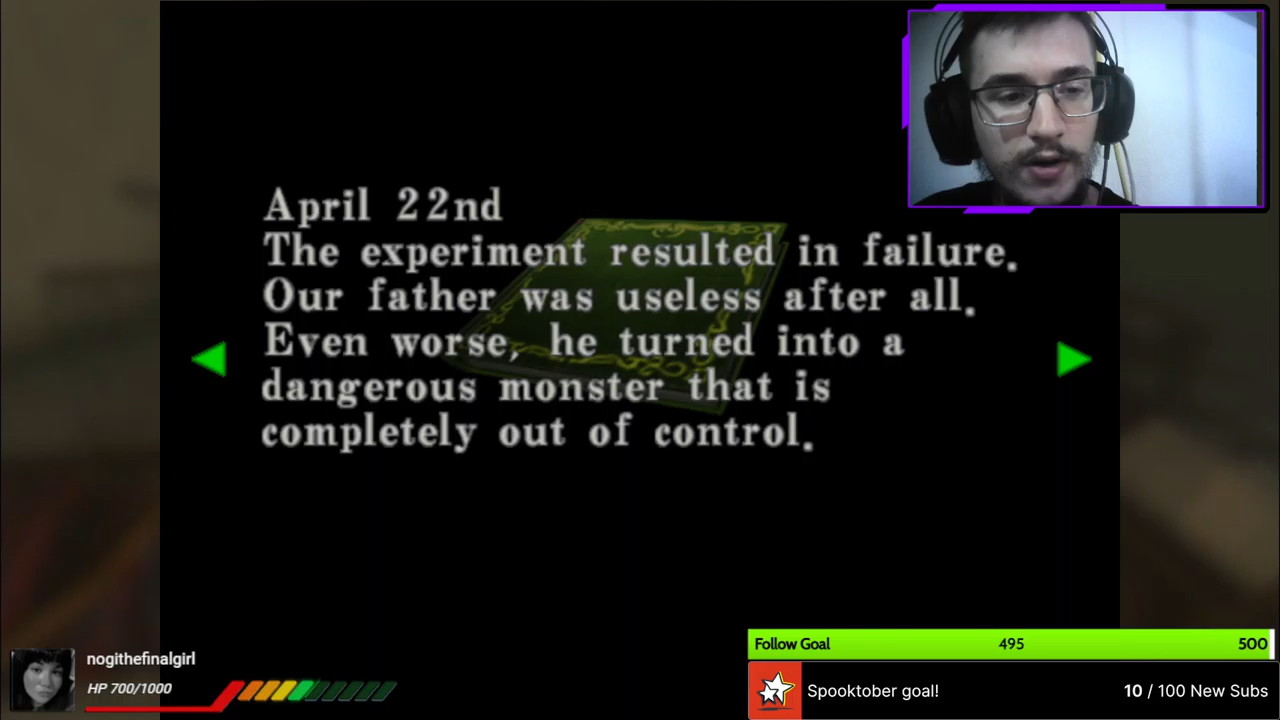 April 22nd
The experiment resulted in failure.
Our father was useless after all.
Even worse, he turned into a
dangerous monster that is
completely out of control.
nogithefinalgirl
HP 700/1000
Follow Goal 495 500
Spooktober goal! 10 / 100 New Subs